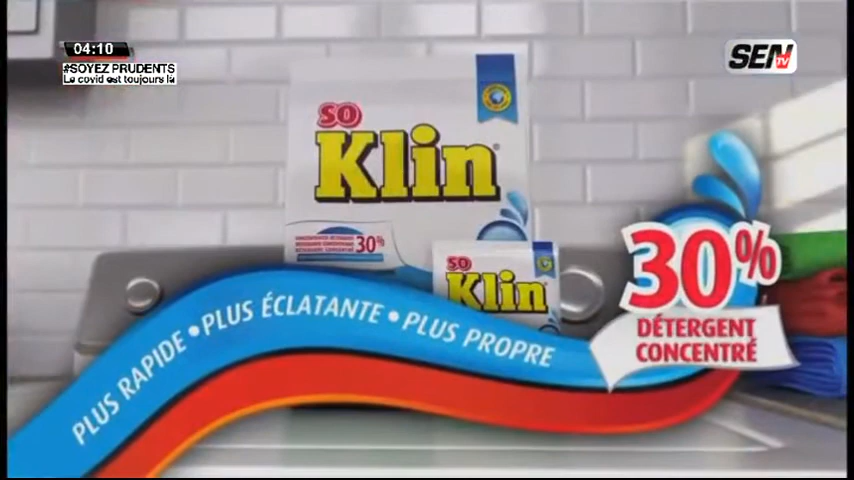 04:10
#SOYEZ PRUDENTS
Le covid est toujours là
SEN TV
SO
Klin
30%
SO
Klin
PLUS RAPIDE • PLUS ÉCLATANTE • PLUS PROPRE
30%
DÉTERGENT
CONCENTRÉ